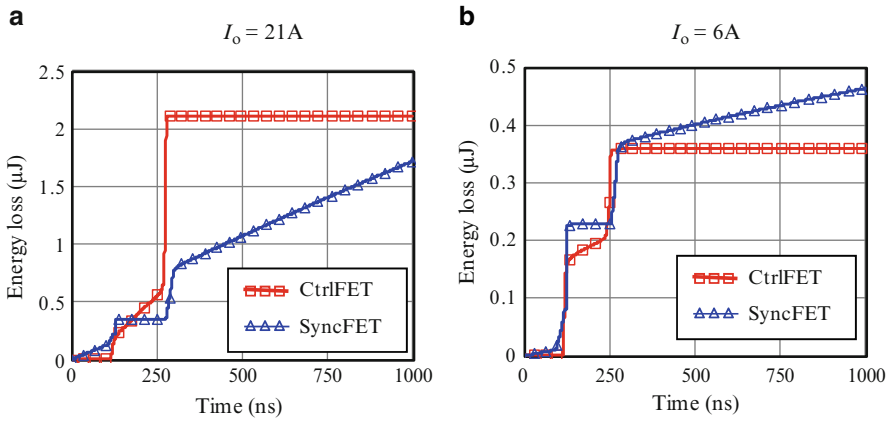 a
I_o = 21A
Energy loss (μJ)
2.5
2
1.5
1
0.5
0
0
250
500
750
1000
Time (ns)
CtrlFET
SyncFET
b
I_o = 6A
Energy loss (μJ)
0.5
0.4
0.3
0.2
0.1
0
0
250
500
750
1000
Time (ns)
CtrlFET
SyncFET